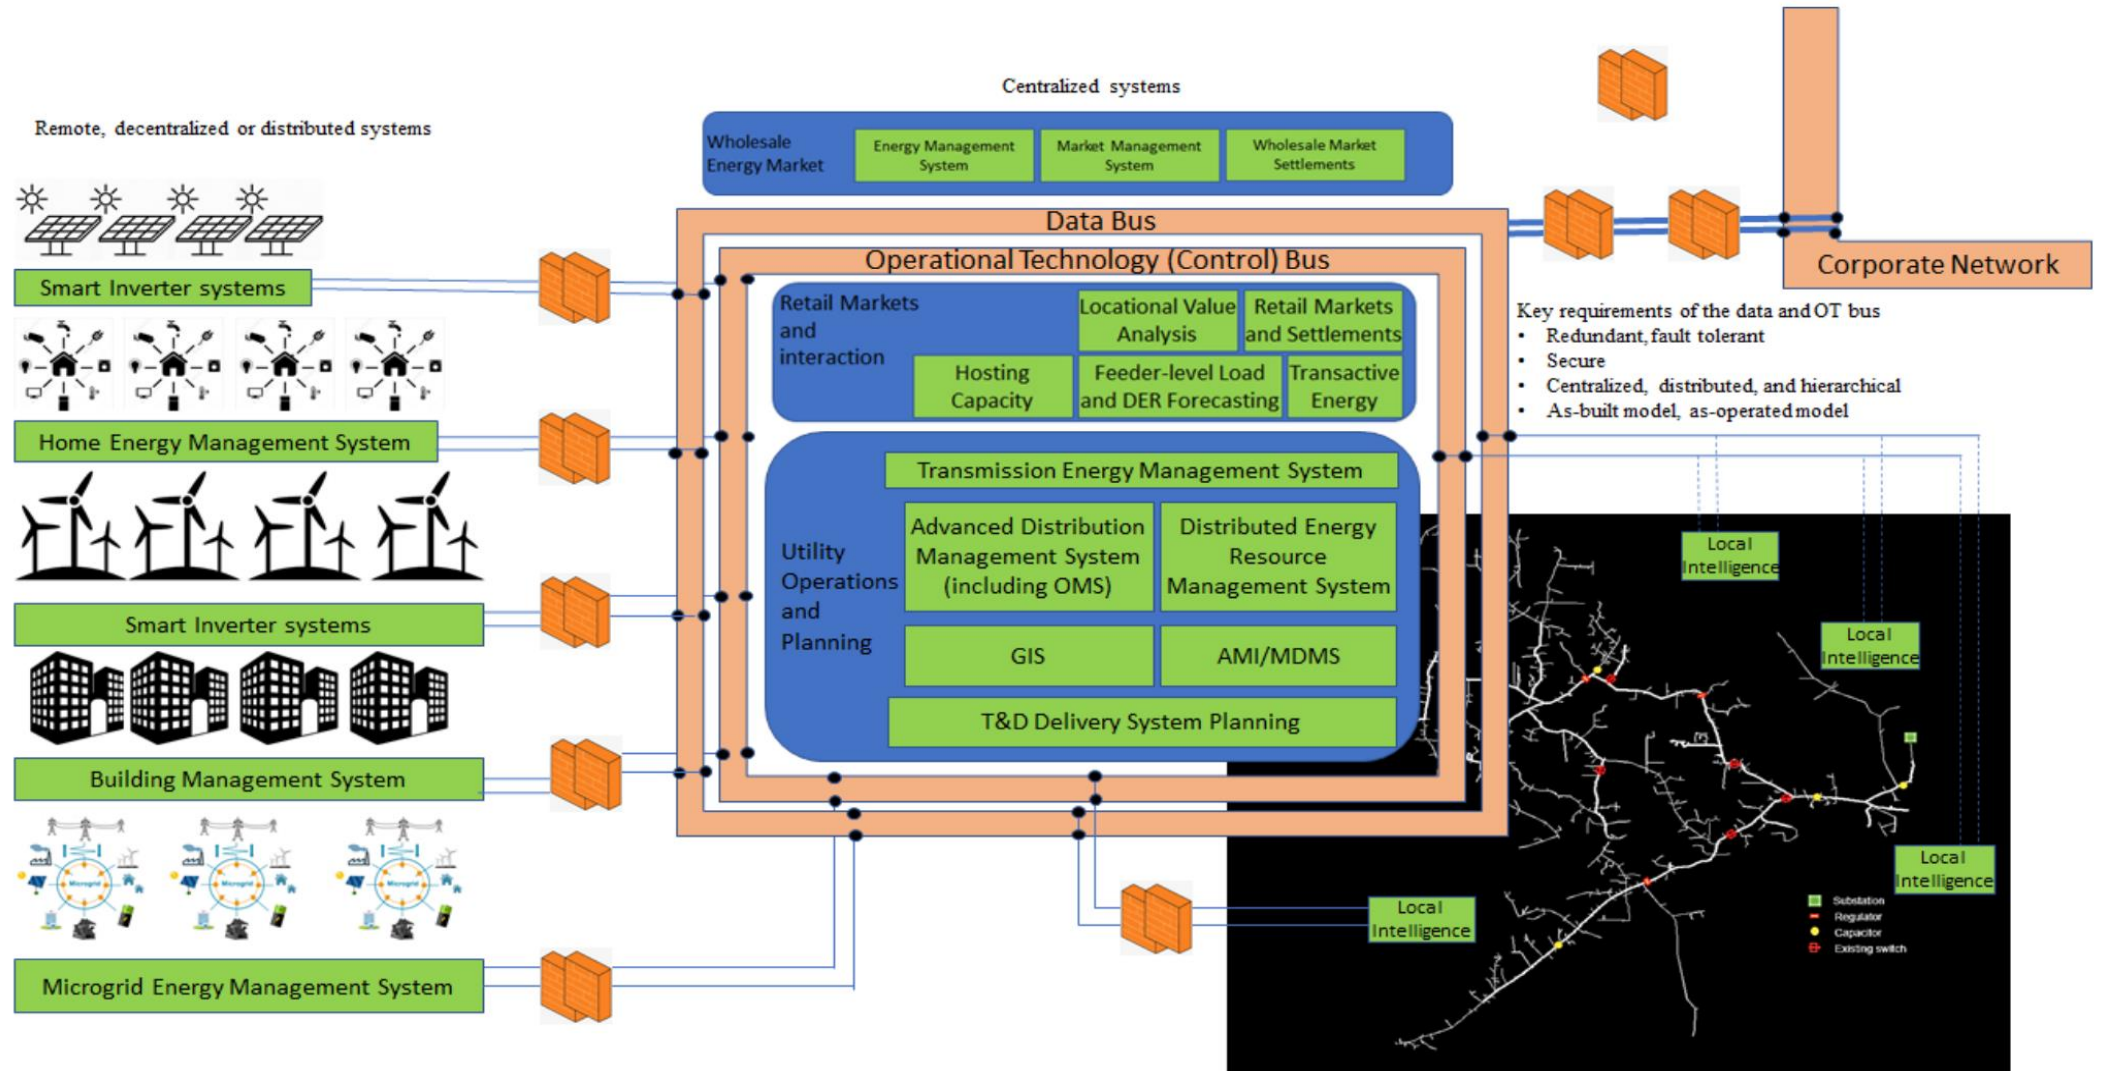 Centralized systems
Remote, decentralized or distributed systems
Wholesale
Energy Market
Energy Management
System
Market Management
System
Wholesale Market
Settlements
Data Bus
Operational Technology (Control) Bus
Corporate Network
Smart Inverter systems
Retail Markets
and
interaction
Locational Value
Analysis
Retail Markets
and Settlements
Hosting
Capacity
Feeder-level Load
and DER Forecasting
Transactive
Energy
Key requirements of the data and OT bus
• Redundant, fault tolerant
• Secure
• Centralized, distributed, and hierarchical
• As-built model, as-operated model
Home Energy Management System
Utility
Operations
and
Planning
Transmission Energy Management System
Advanced Distribution
Management System
(including OMS)
Distributed Energy
Resource
Management System
GIS
AMI/MDMS
T&D Delivery System Planning
Smart Inverter systems
Building Management System
Microgrid
Microgrid
Microgrid
Microgrid Energy Management System
Local
Intelligence
Local
Intelligence
Local
Intelligence
Local
Intelligence
Substation
Regulator
Capacitor
Existing switch